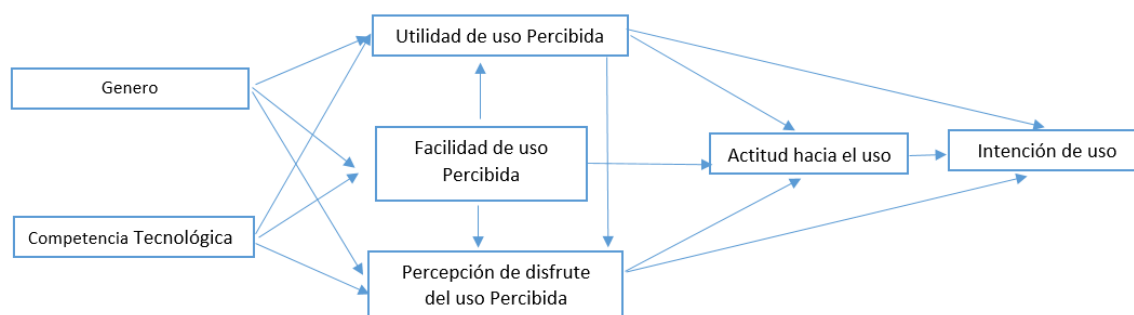 Utilidad de uso Percibida
Genero
Facilidad de uso
Percibida
Actitud hacia el uso
Intención de uso
Competencia Tecnológica
Percepción de disfrute
del uso Percibida